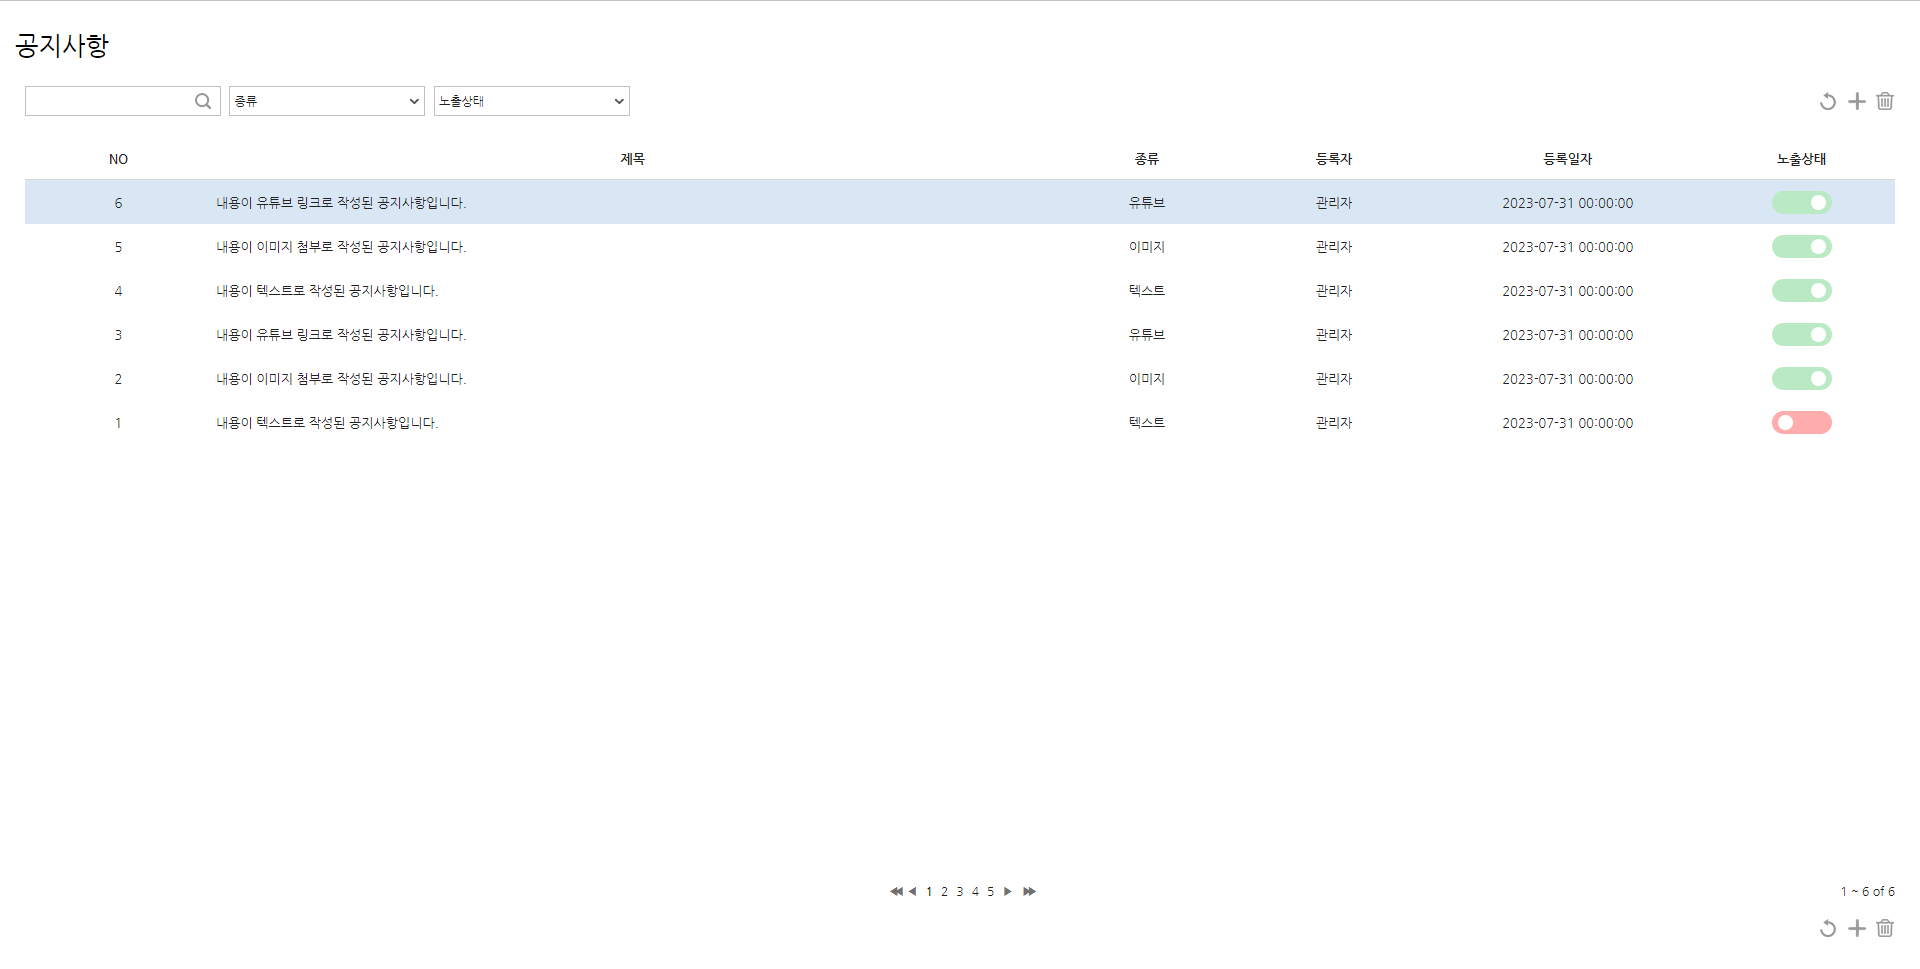 공지사항
종류 노출상태
NO 제목 종류 등록자 등록일자 노출상태
6 내용이 유튜브 링크로 작성된 공지사항입니다. 유튜브 관리자 2023-07-31 00:00:00
5 내용이 이미지 첨부로 작성된 공지사항입니다. 이미지 관리자 2023-07-31 00:00:00
4 내용이 텍스트로 작성된 공지사항입니다. 텍스트 관리자 2023-07-31 00:00:00
3 내용이 유튜브 링크로 작성된 공지사항입니다. 유튜브 관리자 2023-07-31 00:00:00
2 내용이 이미지 첨부로 작성된 공지사항입니다. 이미지 관리자 2023-07-31 00:00:00
1 내용이 텍스트로 작성된 공지사항입니다. 텍스트 관리자 2023-07-31 00:00:00
1 2 3 4 5 1 ~ 6 of 6